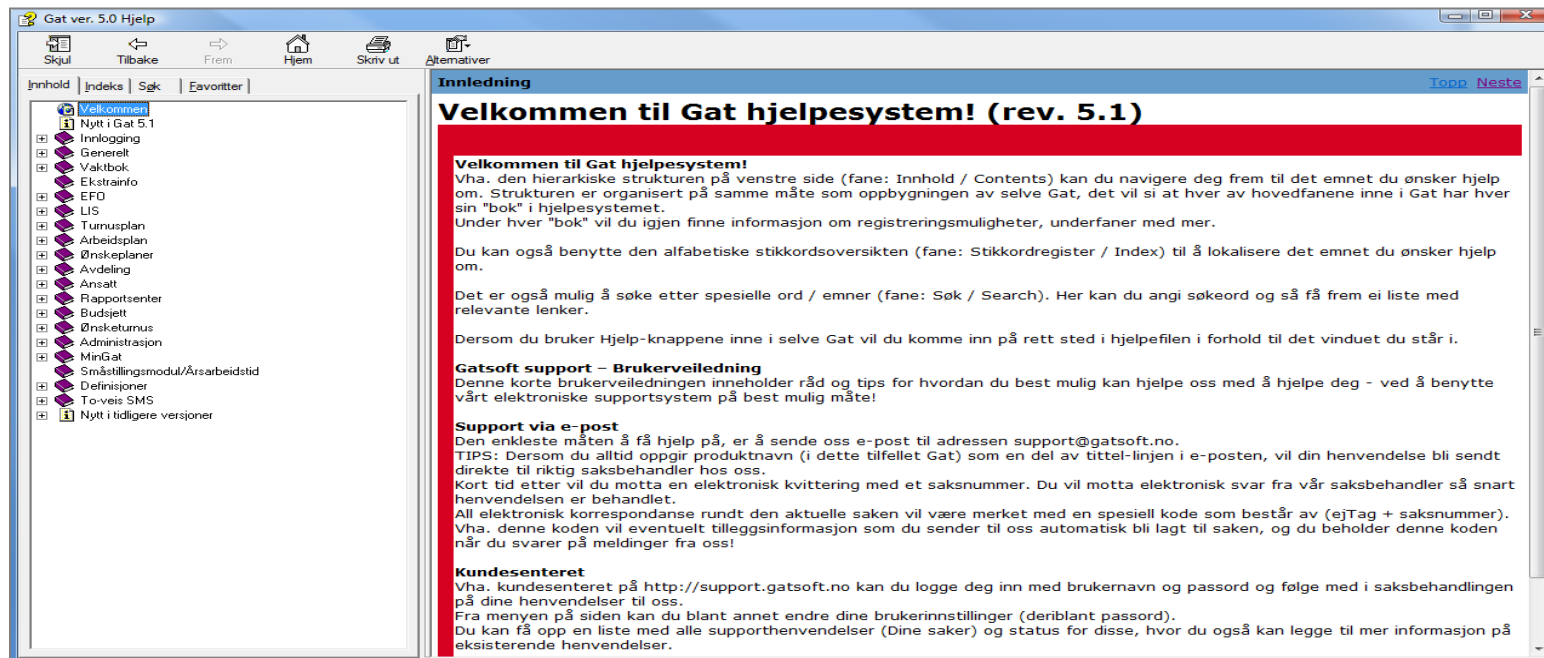 Gat ver. 5.0 Hjelp
Skjul Tilbake Frem Hjem Skriv ut Alternativer
Innhold Indeks Søk Favoritter
Velkommen
Nytt i Gat 5.1
Innlogging
Generelt
Vaktbok
Ekstrainfo
EFO
LIS
Turnusplan
Arbeidsplan
Ønskeplaner
Avdeling
Ansatt
Rapportsenter
Budsjett
Ønsketurnus
Administrasjon
MinGat
Småstillingsmodul/Årsarbeidstid
Definisjoner
To-veis SMS
Nytt i tidligere versjoner
Innledning Topp Neste
Velkommen til Gat hjelpesystem! (rev. 5.1)
Velkommen til Gat hjelpesystem!
Vha. den hierarkiske strukturen på venstre side (fane: Innhold / Contents) kan du navigere deg frem til det emnet du ønsker hjelp
om. Strukturen er organisert på samme måte som oppbygningen av selve Gat, det vil si at hver av hovedfanene inne i Gat har hver
sin "bok" i hjelpesystemet.
Under hver "bok" vil du igjen finne informasjon om registreringsmuligheter, underfaner med mer.
Du kan også benytte den alfabetiske stikkordsoversikten (fane: Stikkordregister / Index) til å lokalisere det emnet du ønsker hjelp
om.
Det er også mulig å søke etter spesielle ord / emner (fane: Søk / Search). Her kan du angi søkeord og så få frem ei liste med
relevante lenker.
Dersom du bruker Hjelp-knappene inne i selve Gat vil du komme inn på rett sted i hjelpefilen i forhold til det vinduet du står i.
Gatsoft support – Brukerveiledning
Denne korte brukerveiledningen inneholder råd og tips for hvordan du best mulig kan hjelpe oss med å hjelpe deg - ved å benytte
vårt elektroniske supportsystem på best mulig måte!
Support via e-post
Den enkleste måten å få hjelp på, er å sende oss e-post til adressen support@gatsoft.no.
TIPS: Dersom du alltid oppgir produktnavn (i dette tilfellet Gat) som en del av tittel-linjen i e-posten, vil din henvendelse bli sendt
direkte til riktig saksbehandler hos oss.
Kort tid etter vil du motta en elektronisk kvittering med et saksnummer. Du vil motta elektronisk svar fra vår saksbehandler så snart
henvendelsen er behandlet.
All elektronisk korrespondanse rundt den aktuelle saken vil være merket med en spesiell kode som består av (ejTag + saksnummer).
Vha. denne koden vil eventuelt tilleggsinformasjon som du sender til oss automatisk bli lagt til saken, og du beholder denne koden
når du svarer på meldinger fra oss!
Kundesenteret
Vha. kundesenteret på http://support.gatsoft.no kan du logge deg inn med brukernavn og passord og følge med i saksbehandlingen
på dine henvendelser til oss.
Fra menyen på siden kan du blant annet endre dine brukerinnstillinger (deriblant passord).
Du kan få opp en liste med alle supporthenvendelser (Dine saker) og status for disse, hvor du også kan legge til mer informasjon på
eksisterende henvendelser.